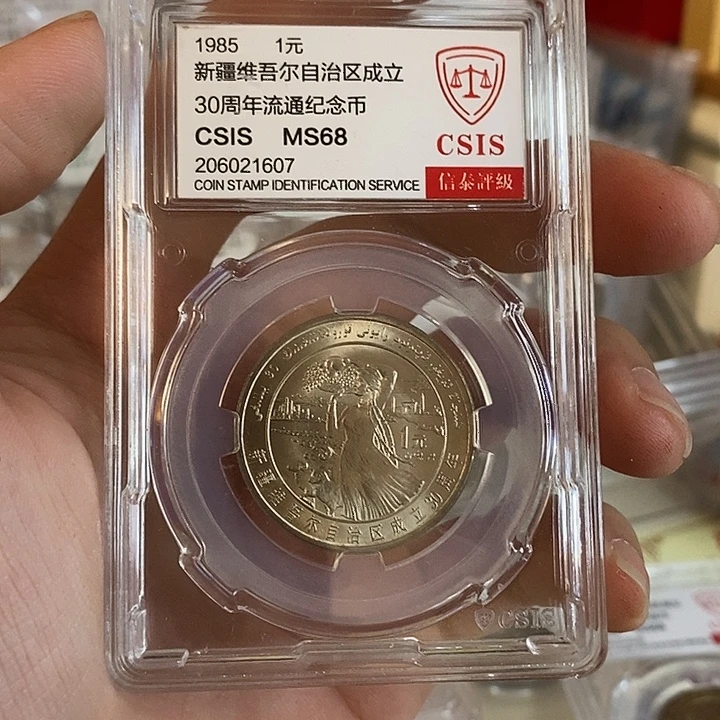 1985 1元
新疆维吾尔自治区成立
30周年流通纪念币
CSIS MS68
206021607
COIN STAMP IDENTIFICATION SERVICE
CSIS
信泰評級
1元
新疆维吾尔自治区成立30周年
CSIS